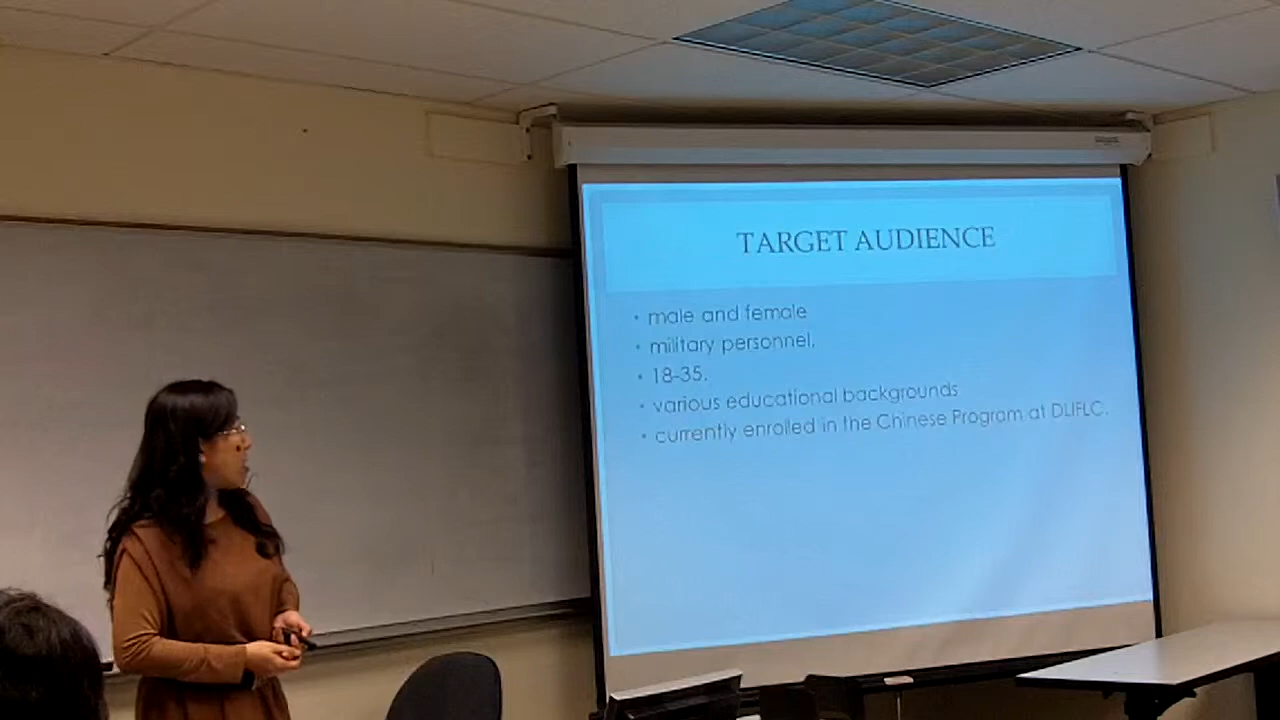 TARGET AUDIENCE
• male and female
• military personnel.
• 18-35.
• various educational backgrounds
• currently enrolled in the Chinese Program at DLIFLC.